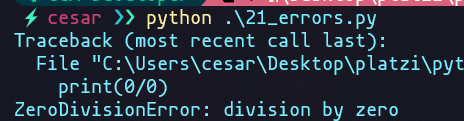 cesar ❯❯ python .\21_errors.py
Traceback (most recent call last):
  File "C:\Users\cesar\Desktop\platzi\pyt
    print(0/0)
ZeroDivisionError: division by zero